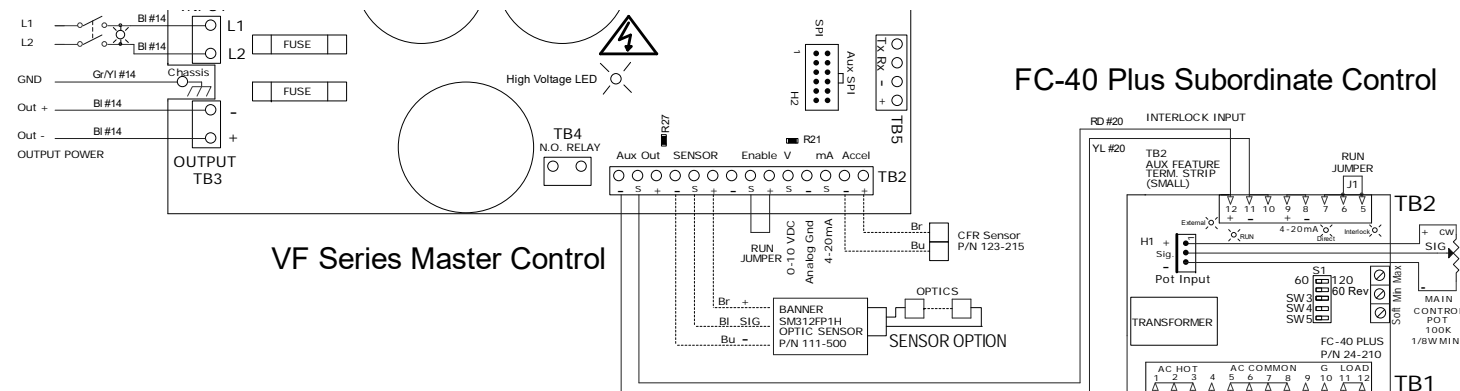 L1
Bl #14
L1
L2
Bl #14
L2
FUSE
GND
Gr/Yl #14
Chassis
FUSE
Out +
Bl #14
-
Out -
Bl #14
+
OUTPUT POWER
OUTPUT
TB3
High Voltage LED
SPI
1
Aux SPI
H2
Tx Rx - +
TB5
TB4
N.O. RELAY
R27
R21
Aux Out SENSOR Enable V mA Accel
- S + - S + - S + S - S - +
TB2
VF Series Master Control
RUN
JUMPER
0-10 VDC
Analog Gnd
4-20mA
Br
Bu
CFR Sensor
P/N 123-215
Br +
Bl SIG
Bu -
BANNER
SM312FP1H
OPTIC SENSOR
P/N 111-500
OPTICS
SENSOR OPTION
FC-40 Plus Subordinate Control
RD #20
INTERLOCK INPUT
YL #20
TB2
AUX FEATURE
TERM. STRIP
(SMALL)
RUN
JUMPER
J1
12 11 10 9 8 7 6 5
+ -
TB2
External
RUN
4-20mA
Direct
Interlock
H1
+
Sig.
-
1
Pot Input
+ CW
SIG
-
MAIN
CONTROL
POT
100K
1/8W MIN
S1
60 120
60 Rev
SW3
SW4
SW5
Soft Min Max
TRANSFORMER
FC-40 PLUS
P/N 24-210
AC HOT AC COMMON G LOAD
1 2 3 4 5 6 7 8 9 10 11 12
TB1